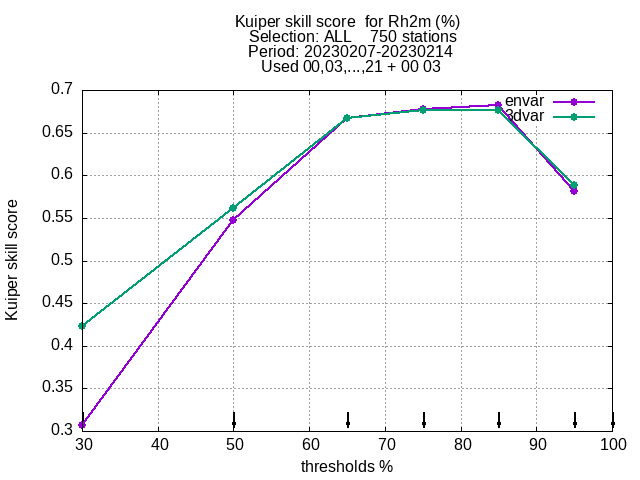 Kuiper skill score  for Rh2m (%)
Selection: ALL    750 stations
Period: 20230207-20230214
Used 00,03,...,21 + 00 03
envar
3dvar
0.7
0.65
0.6
0.55
0.5
0.45
0.4
0.35
0.3
Kuiper skill score
30 40 50 60 70 80 90 100
thresholds %